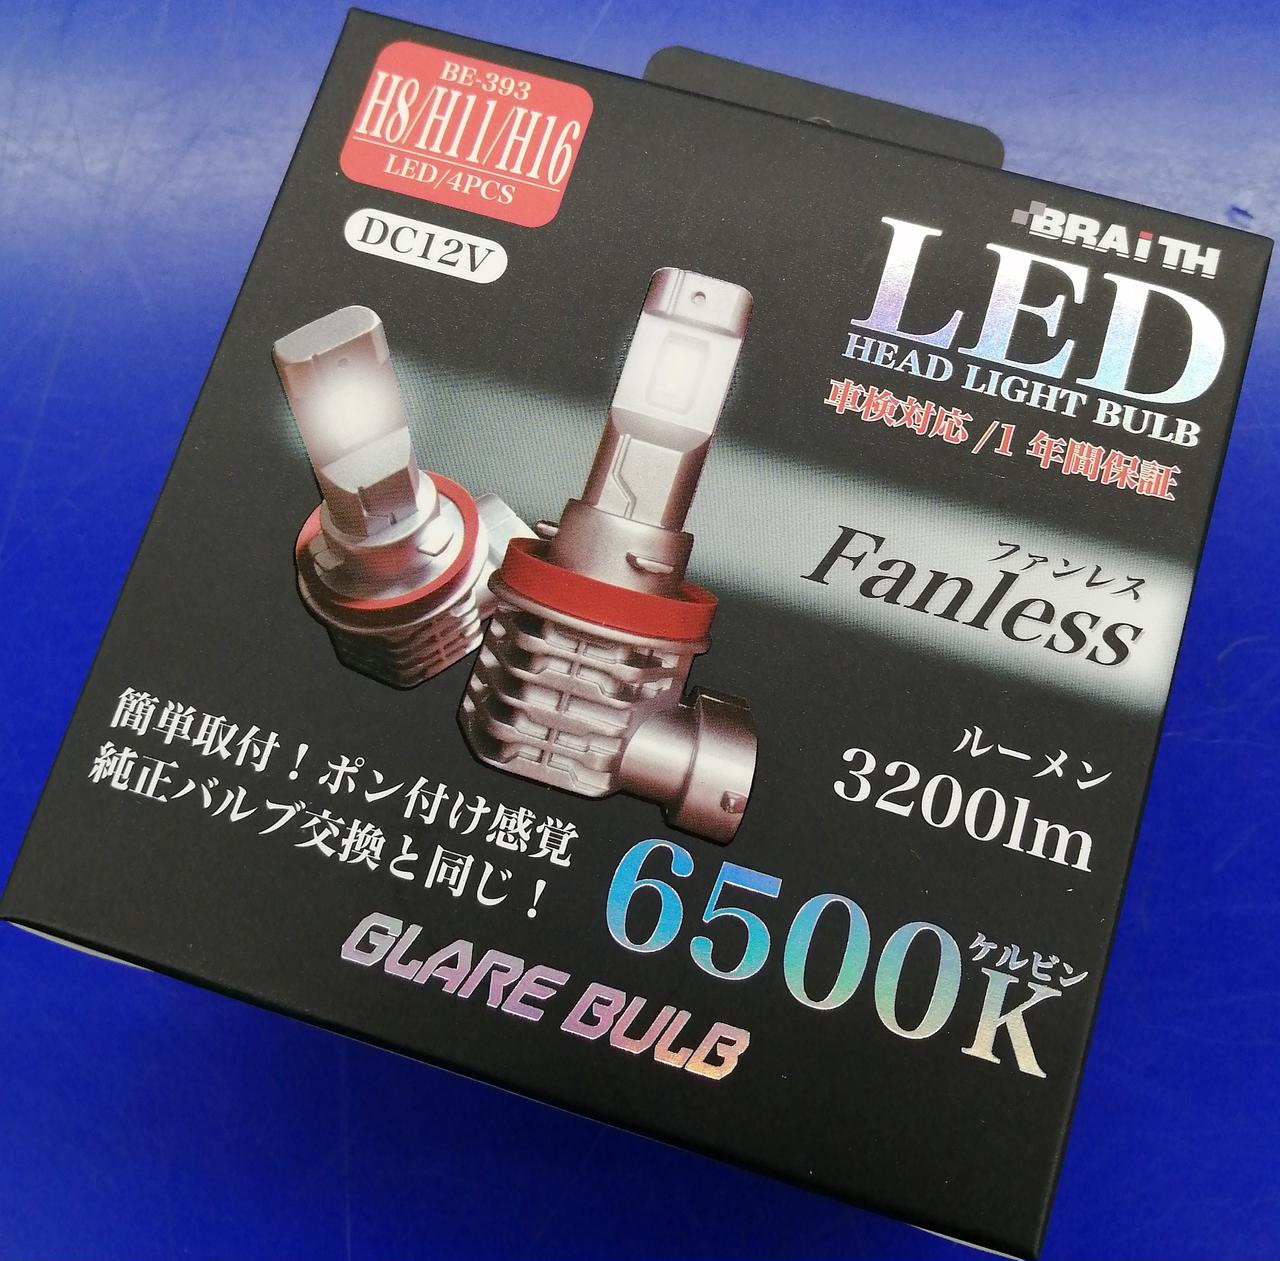 BE-393
H8/H11/H16
LED/4PCS
DC12V
BRAiTH
LED
HEAD LIGHT BULB
車検対応 /1 年間保証
ファンレス
Fanless
ルーメン
3200lm
簡単取付！ポン付け感覚
純正バルブ交換と同じ！
6500K
ケルビン
GLARE BULB